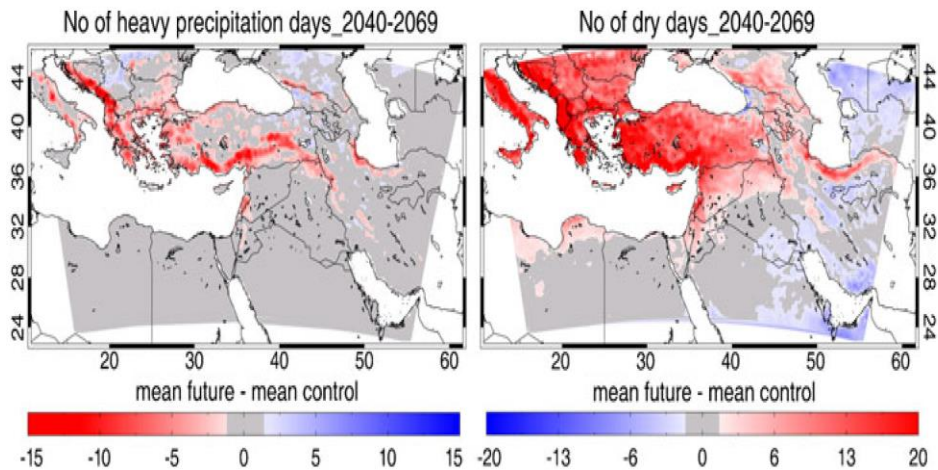 No of heavy precipitation days_2040-2069
No of dry days_2040-2069
44
40
36
32
28
24
44
40
36
32
28
24
20 30 40 50 60
20 30 40 50 60
mean future - mean control
mean future - mean control
-15 -10 -5 0 5 10 15
-20 -13 -6 0 6 13 20